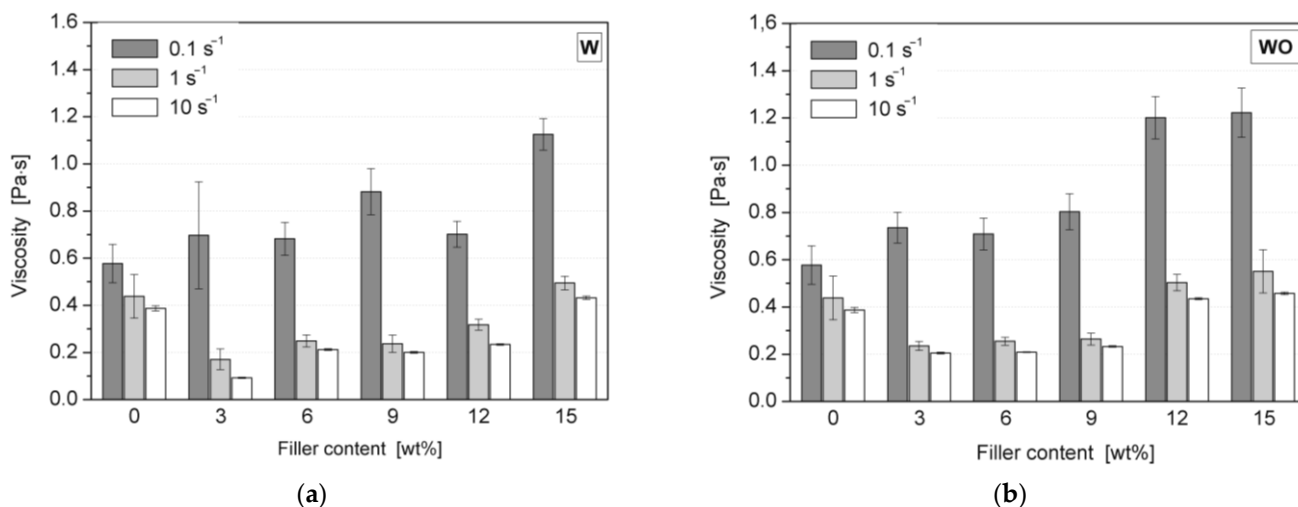 1.6
1.4
1.2
1.0
0.8
0.6
0.4
0.2
0.0
Viscosity [Pa·s]
0.1 s⁻¹
1 s⁻¹
10 s⁻¹
W
0 3 6 9 12 15
Filler content [wt%]
(a)
1,6
1.4
1.2
1.0
0.8
0.6
0.4
0.2
0.0
Viscosity [Pa·s]
0.1 s⁻¹
1 s⁻¹
10 s⁻¹
WO
0 3 6 9 12 15
Filler content [wt%]
(b)